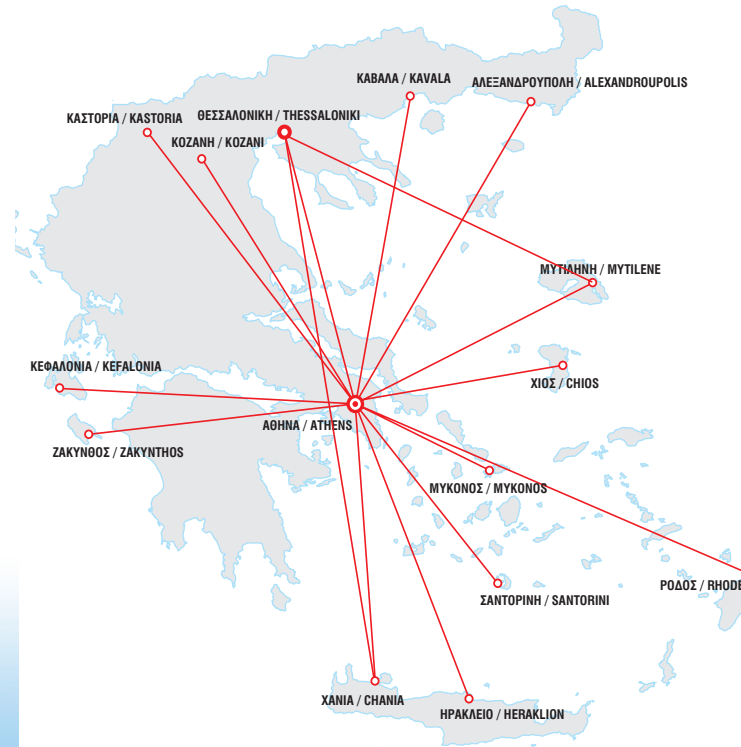 ΚΑΒΑΛΑ / KAVALA
ΑΛΕΞΑΝΔΡΟΥΠΟΛΗ / ALEXANDROUPOLIS
ΚΑΣΤΟΡΙΑ / KASTORIA
ΘΕΣΣΑΛΟΝΙΚΗ / THESSALONIKI
ΚΟΖΑΝΗ / KOZANI
ΜΥΤΙΛΗΝΗ / MYTILENE
ΚΕΦΑΛΟΝΙΑ / KEFALONIA
ΧΙΟΣ / CHIOS
ΑΘΗΝΑ / ATHENS
ΖΑΚΥΝΘΟΣ / ZAKYNTHOS
ΜΥΚΟΝΟΣ / MYKONOS
ΡΟΔΟΣ / RHODE
ΣΑΝΤΟΡΙΝΗ / SANTORINI
ΧΑΝΙΑ / CHANIA
ΗΡΑΚΛΕΙΟ / HERAKLION